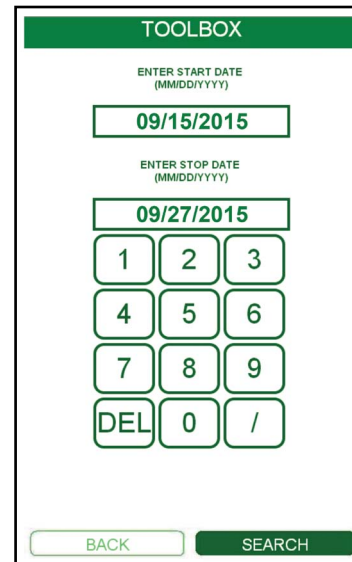 TOOLBOX
ENTER START DATE
(MM/DD/YYYY)
09/15/2015
ENTER STOP DATE
(MM/DD/YYYY)
09/27/2015
1 2 3
4 5 6
7 8 9
DEL 0 /
BACK SEARCH